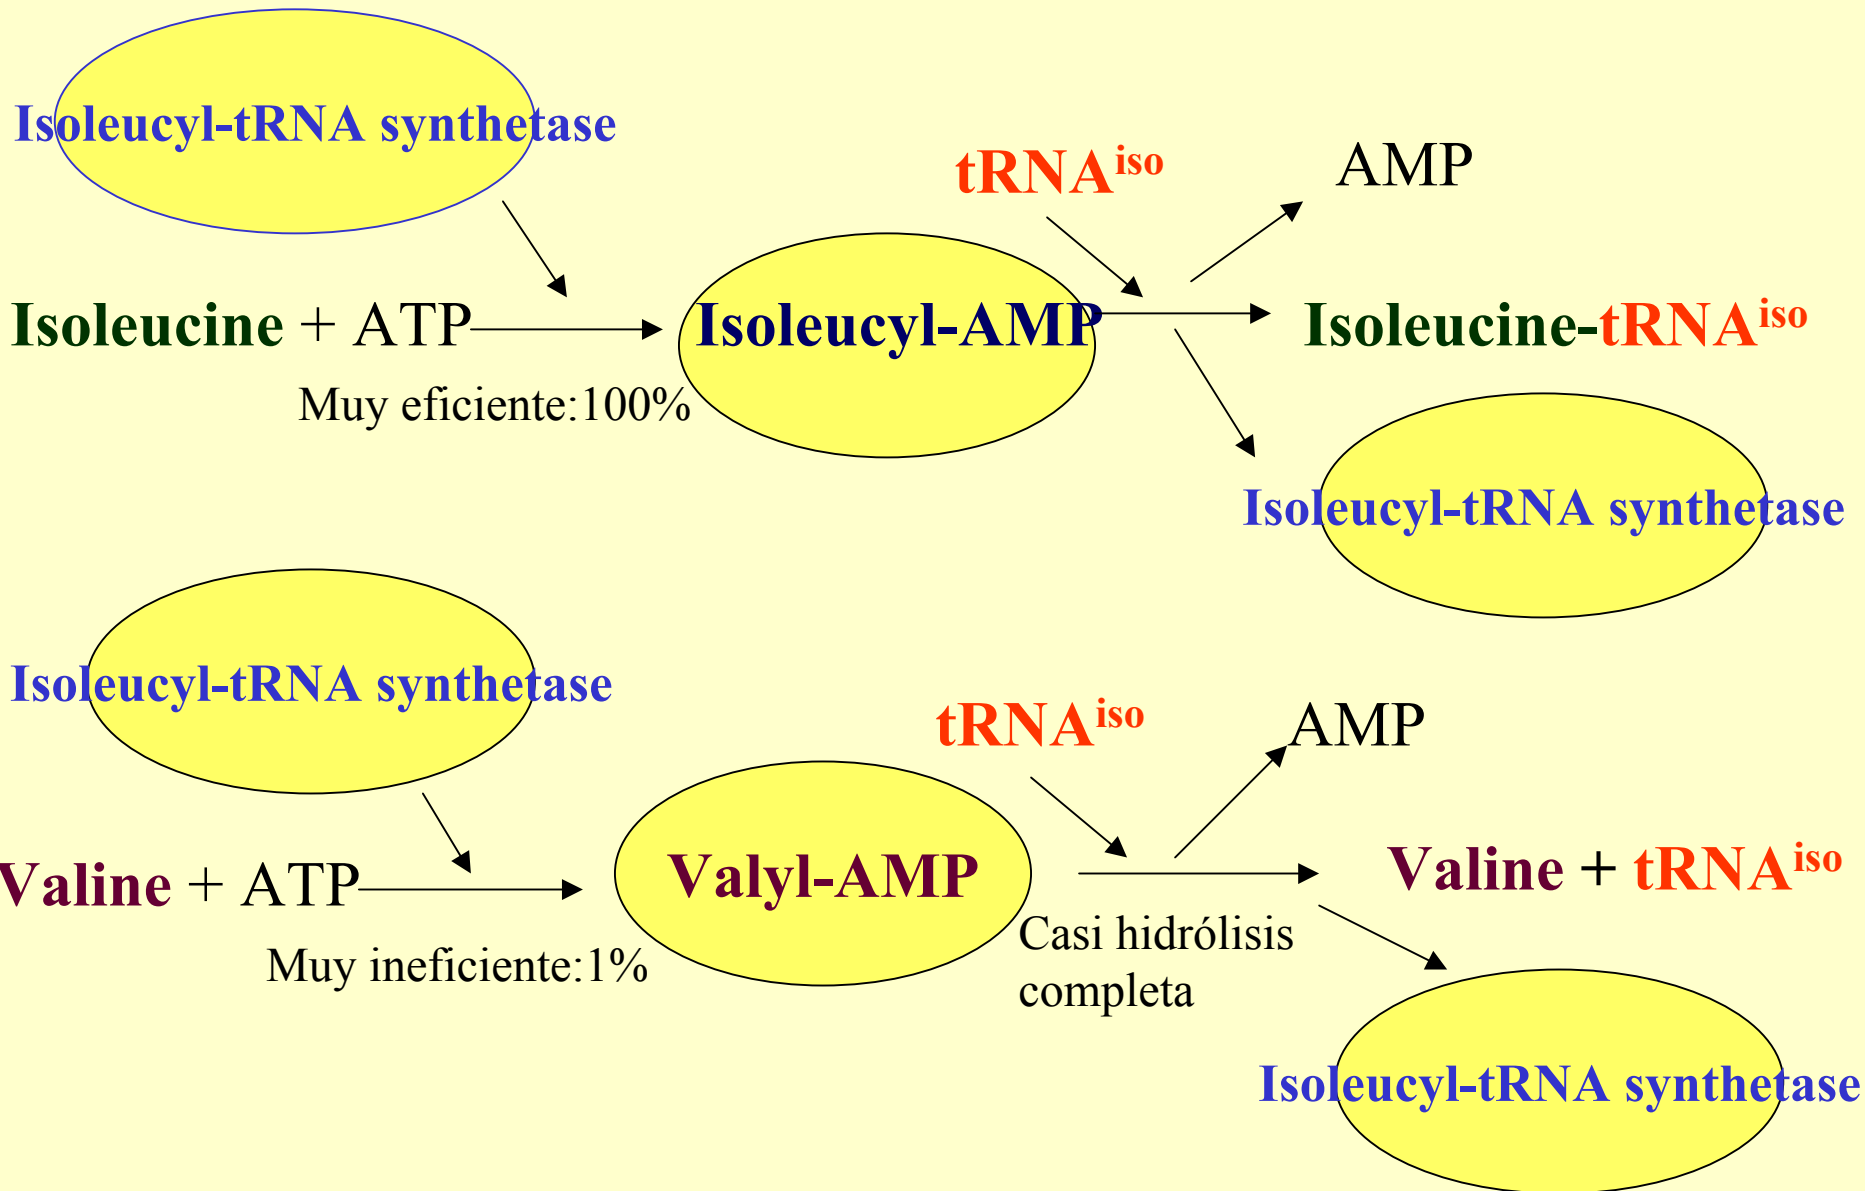 Isoleucyl-tRNA synthetase
tRNAiso
AMP
Isoleucine + ATP
Isoleucyl-AMP
Isoleucine-tRNAiso
Muy eficiente:100%
Isoleucyl-tRNA synthetase
Isoleucyl-tRNA synthetase
tRNAiso
AMP
Valine + ATP
Valyl-AMP
Valine + tRNAiso
Muy ineficiente:1%
Casi hidrólisis
completa
Isoleucyl-tRNA synthetase